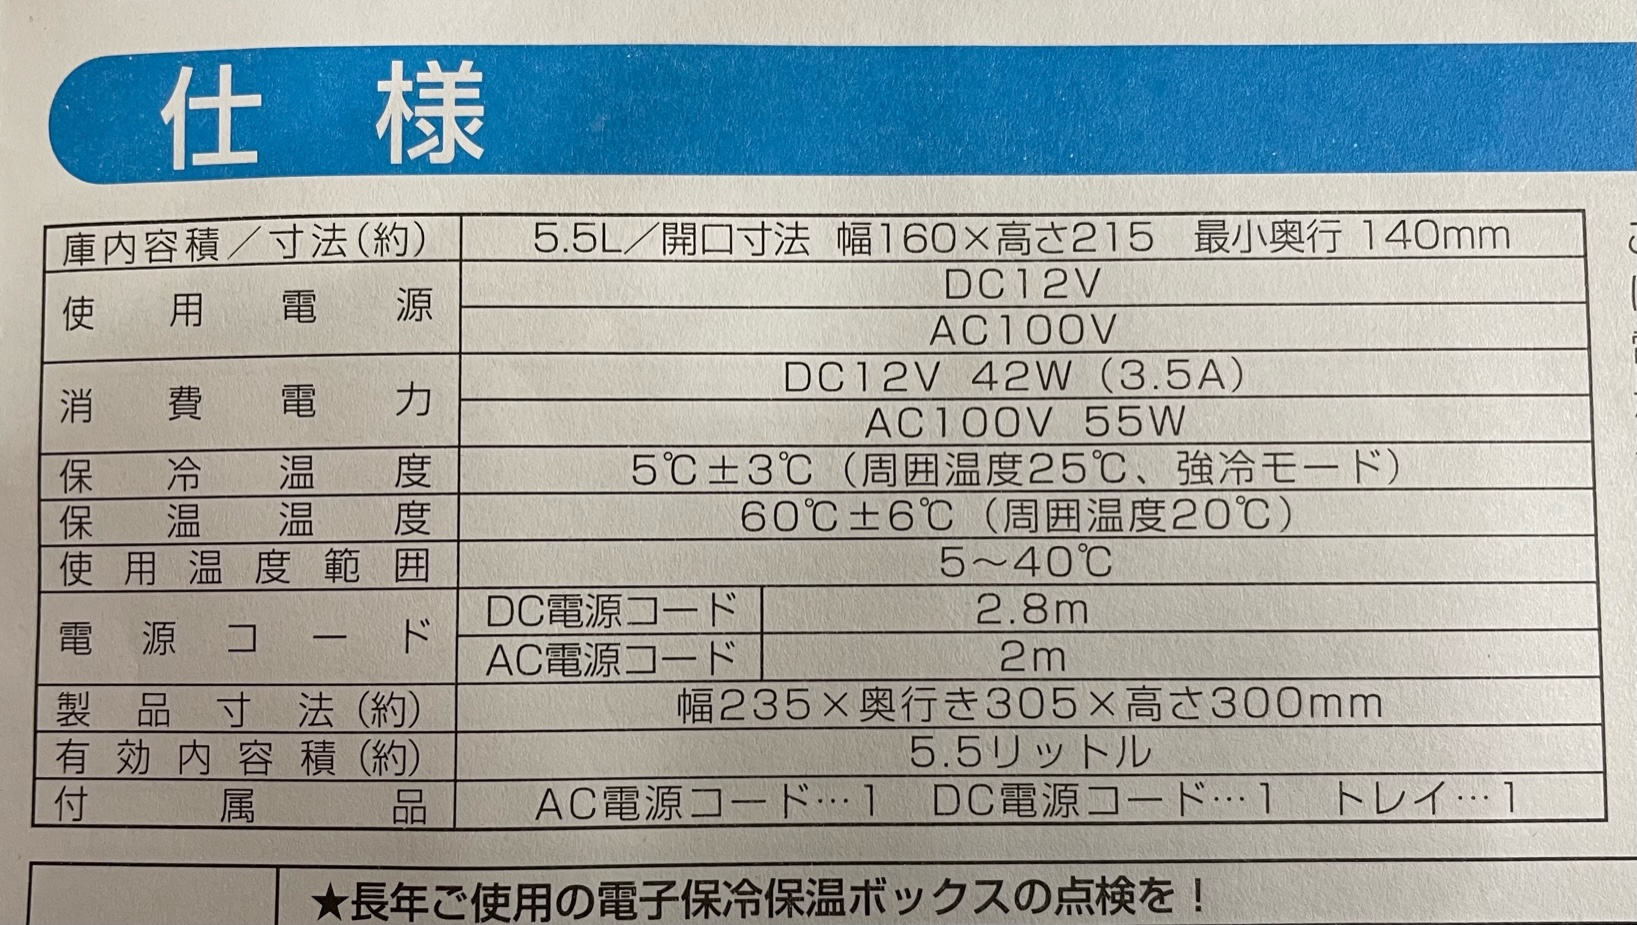 仕様
庫内容積／寸法(約) 5.5L／開口寸法 幅160×高さ215 最小奥行 140mm
使用電源 DC12V
AC100V
消費電力 DC12V 42W（3.5A）
AC100V 55W
保冷温度 5℃±3℃（周囲温度25℃、強冷モード）
保温温度 60℃±6℃（周囲温度20℃）
使用温度範囲 5～40℃
電源コード DC電源コード 2.8m
AC電源コード 2m
製品寸法(約) 幅235×奥行き305×高さ300mm
有効内容積(約) 5.5リットル
付属品 AC電源コード…1 DC電源コード…1 トレイ…1
★長年ご使用の電子保冷保温ボックスの点検を！